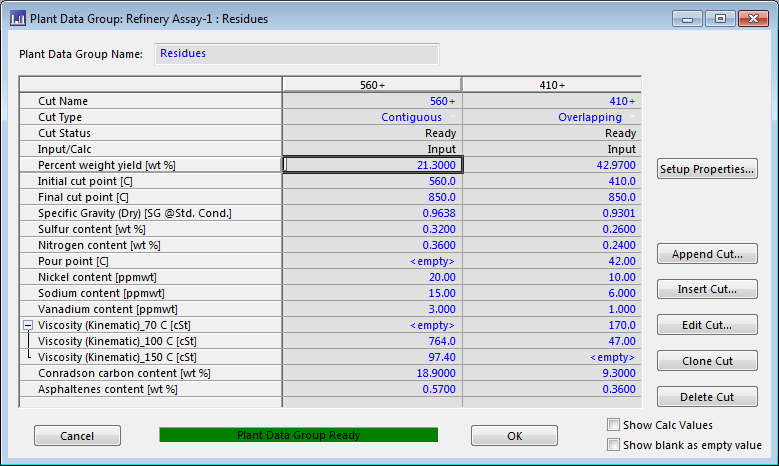 Plant Data Group: Refinery Assay-1 : Residues
Plant Data Group Name: Residues
560+ 410+
Cut Name 560+ 410+
Cut Type Contiguous Overlapping
Cut Status Ready Ready
Input/Calc Input Input
Percent weight yield [wt %] 21.3000 42.9700
Initial cut point [C] 560.0 410.0
Final cut point [C] 850.0 850.0
Specific Gravity (Dry) [SG @Std. Cond.] 0.9638 0.9301
Sulfur content [wt %] 0.3200 0.2600
Nitrogen content [wt %] 0.3600 0.2400
Pour point [C] <empty> 42.00
Nickel content [ppmwt] 20.00 10.00
Sodium content [ppmwt] 15.00 6.000
Vanadium content [ppmwt] 3.000 1.000
Viscosity (Kinematic)_70 C [cSt] <empty> 170.0
Viscosity (Kinematic)_100 C [cSt] 764.0 47.00
Viscosity (Kinematic)_150 C [cSt] 97.40 <empty>
Conradson carbon content [wt %] 18.9000 9.3000
Asphaltenes content [wt %] 0.5700 0.3600
Setup Properties...
Append Cut...
Insert Cut...
Edit Cut...
Clone Cut
Delete Cut
Cancel Plant Data Group Ready OK
Show Calc Values
Show blank as empty value